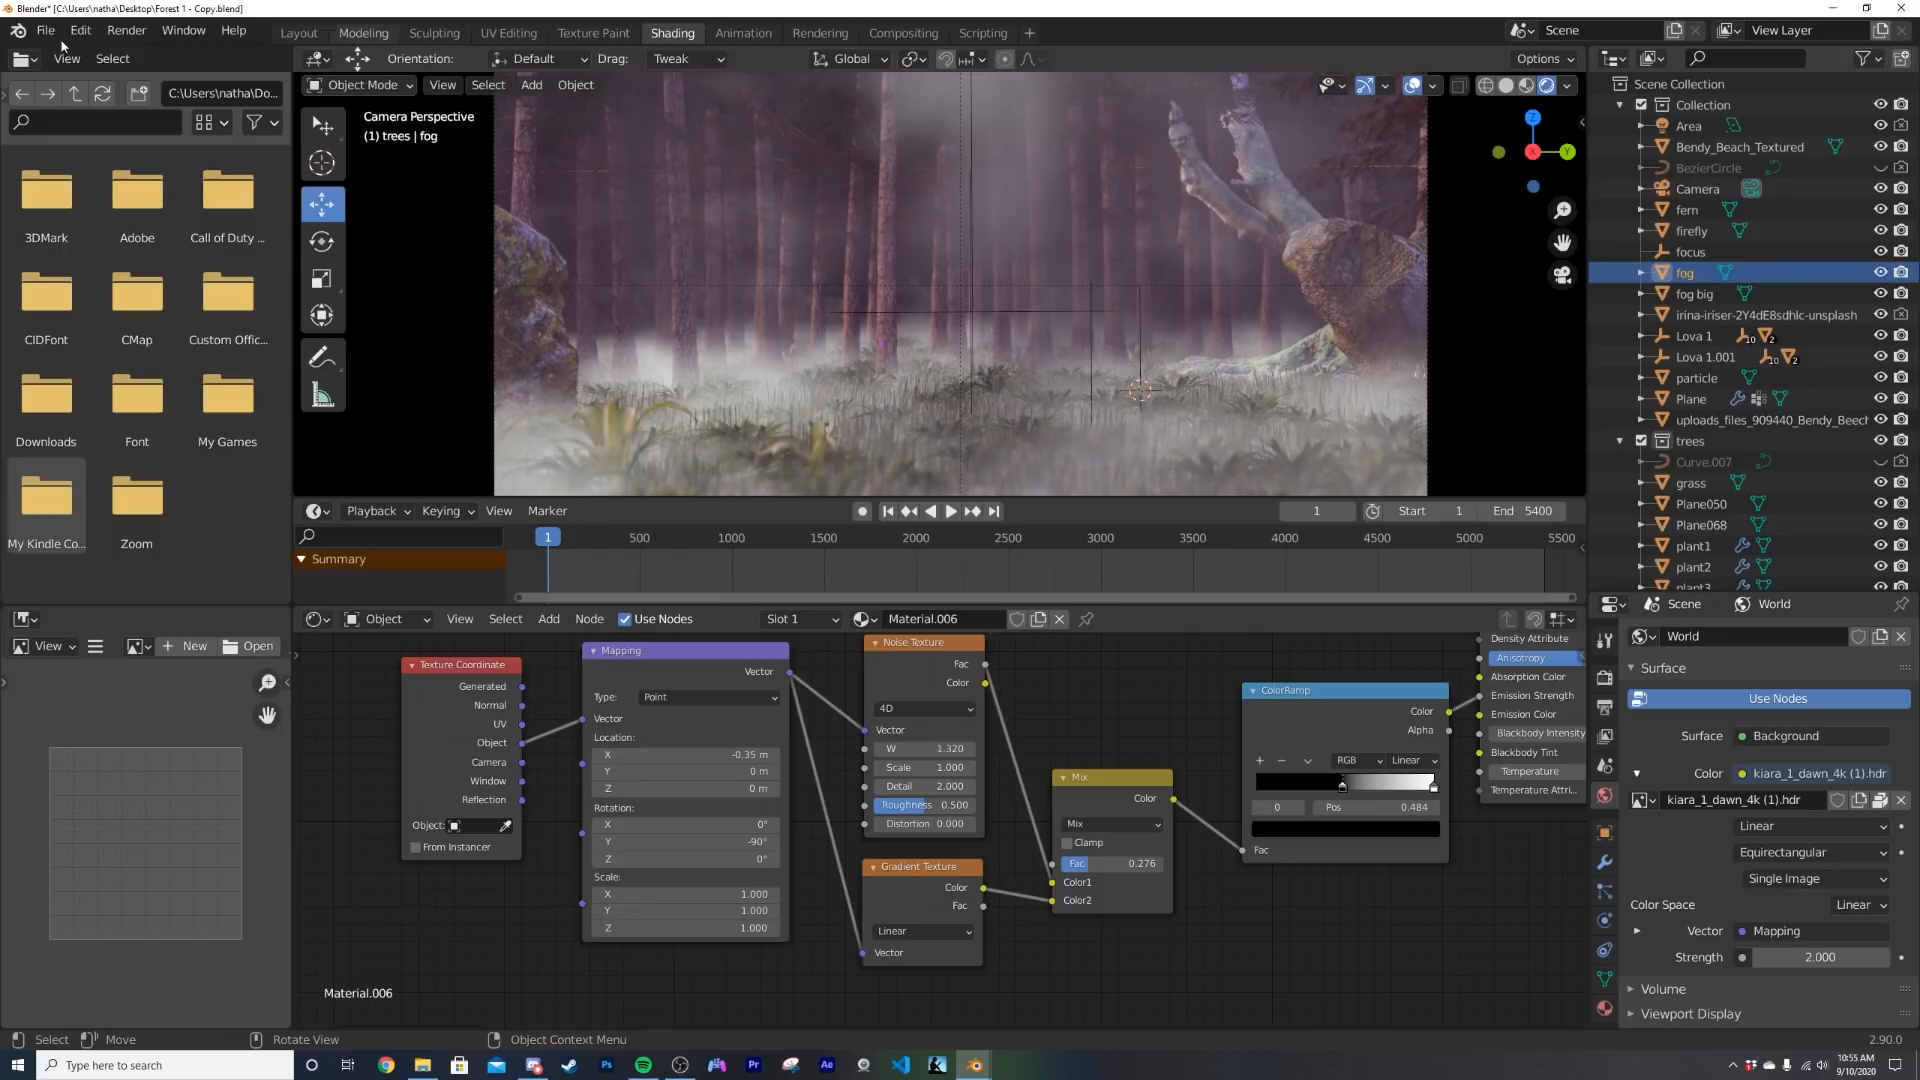 Blender* [C:\Users\natha\Desktop\Forest 1 - Copy.blend]
File Edit Render Window Help
Layout Modeling Sculpting UV Editing Texture Paint Shading Animation Rendering Compositing Scripting
Scene
View Layer
View Select
Orientation: Default Drag: Tweak Global Options
C:\Users\natha\Do...
Object Mode View Select Add Object
Camera Perspective
(1) trees | fog
Z
X
Y
3DMark Adobe Call of Duty ...
CIDFont CMap Custom Offic...
Downloads Font My Games
My Kindle Co... Zoom
Scene Collection
Collection
Area
Bendy_Beach_Textured
BezierCircle
Camera
fern
firefly
focus
fog
fog big
irina-iriser-2Y4dE8sdhlc-unsplash
Lova 1 10 2
Lova 1.001 10 2
particle
Plane
uploads_files_909440_Bendy_Beech
trees
Curve.007
grass
Plane050
Plane068
plant1
plant2
plant3
Playback Keying View Marker
1 Start 1 End 5400
1 500 1000 1500 2000 2500 3000 3500 4000 4500 5000 5500
Summary
Object View Select Add Node Use Nodes Slot 1 Material.006
View New Open
Texture Coordinate
Generated
Normal
UV
Object
Camera
Window
Reflection
Object:
From Instancer
Mapping
Vector
Type: Point
Vector
Location:
X -0.35 m
Y 0 m
Z 0 m
Rotation:
X 0°
Y -90°
Z 0°
Scale:
X 1.000
Y 1.000
Z 1.000
Noise Texture
Fac
Color
4D
Vector
W 1.320
Scale 1.000
Detail 2.000
Roughness 0.500
Distortion 0.000
Gradient Texture
Color
Fac
Linear
Vector
Mix
Color
Mix
Clamp
Fac 0.276
Color1
Color2
ColorRamp
Color
Alpha
RGB Linear
0 Pos 0.484
Fac
Density Attribute
Anisotropy
Absorption Color
Emission Strength
Emission Color
Blackbody Intensity
Blackbody Tint
Temperature
Temperature Attri...
Material.006
Scene World
World
Surface
Use Nodes
Surface Background
Color kiara_1_dawn_4k (1).hdr
kiara_1_dawn_4k (1).hdr
Linear
Equirectangular
Single Image
Color Space Linear
Vector Mapping
Strength 2.000
Volume
Viewport Display
Select Move Rotate View Object Context Menu 2.90.0
Type here to search
10:55 AM
9/10/2020